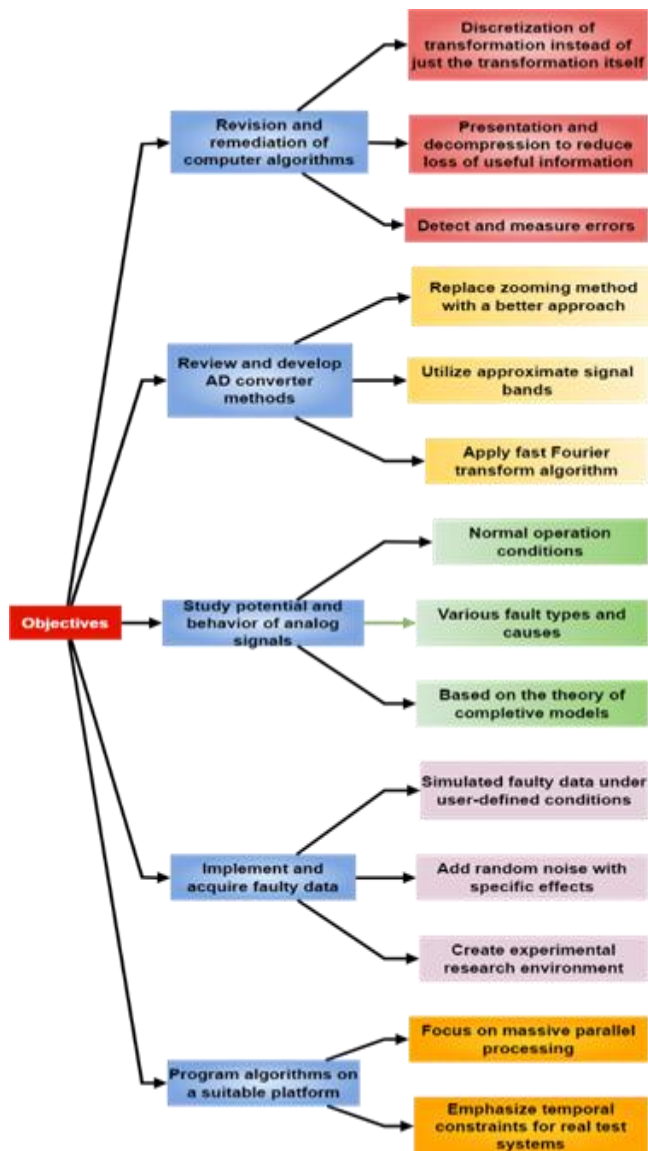 Discretization of
transformation instead of
just the transformation itself
Revision and
remediation of
computer algorithms
Presentation and
decompression to reduce
loss of useful information
Detect and measure errors
Replace zooming method
with a better approach
Review and develop
AD converter
methods
Utilize approximate signal
bands
Apply fast Fourier
transform algorithm
Normal operation
conditions
Objectives
Study potential and
behavior of analog
signals
Various fault types and
causes
Based on the theory of
completive models
Simulated faulty data under
user-defined conditions
Implement and
acquire faulty data
Add random noise with
specific effects
Create experimental
research environment
Focus on massive parallel
processing
Program algorithms on
a suitable platform
Emphasize temporal
constraints for real test
systems